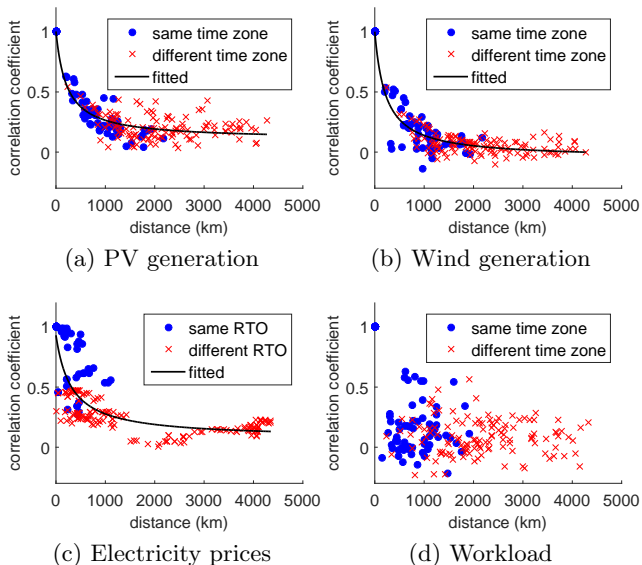 correlation coefficient
1
0.5
0
same time zone
different time zone
fitted
0 1000 2000 3000 4000 5000
distance (km)
(a) PV generation
correlation coefficient
1
0.5
0
same time zone
different time zone
fitted
0 1000 2000 3000 4000 5000
distance (km)
(b) Wind generation
correlation coefficient
1
0.5
0
same RTO
different RTO
fitted
0 1000 2000 3000 4000 5000
distance (km)
(c) Electricity prices
correlation coefficient
1
0.5
0
same time zone
different time zone
0 1000 2000 3000 4000 5000
distance (km)
(d) Workload